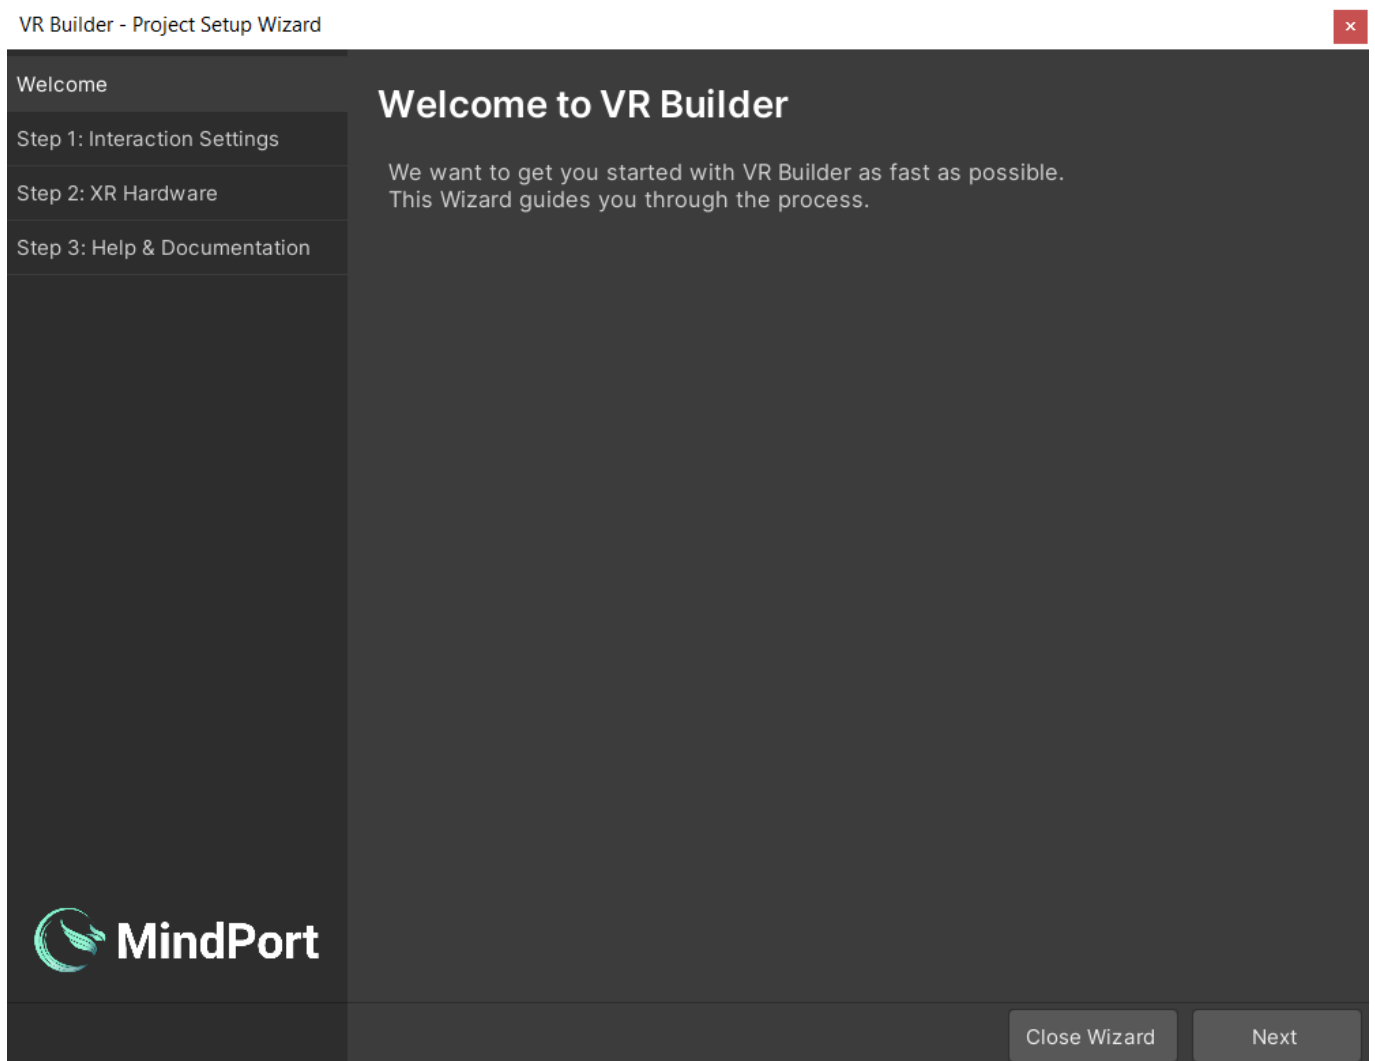 VR Builder - Project Setup Wizard
Welcome
Step 1: Interaction Settings
Step 2: XR Hardware
Step 3: Help & Documentation
Welcome to VR Builder
We want to get you started with VR Builder as fast as possible.
This Wizard guides you through the process.
MindPort
Close Wizard
Next